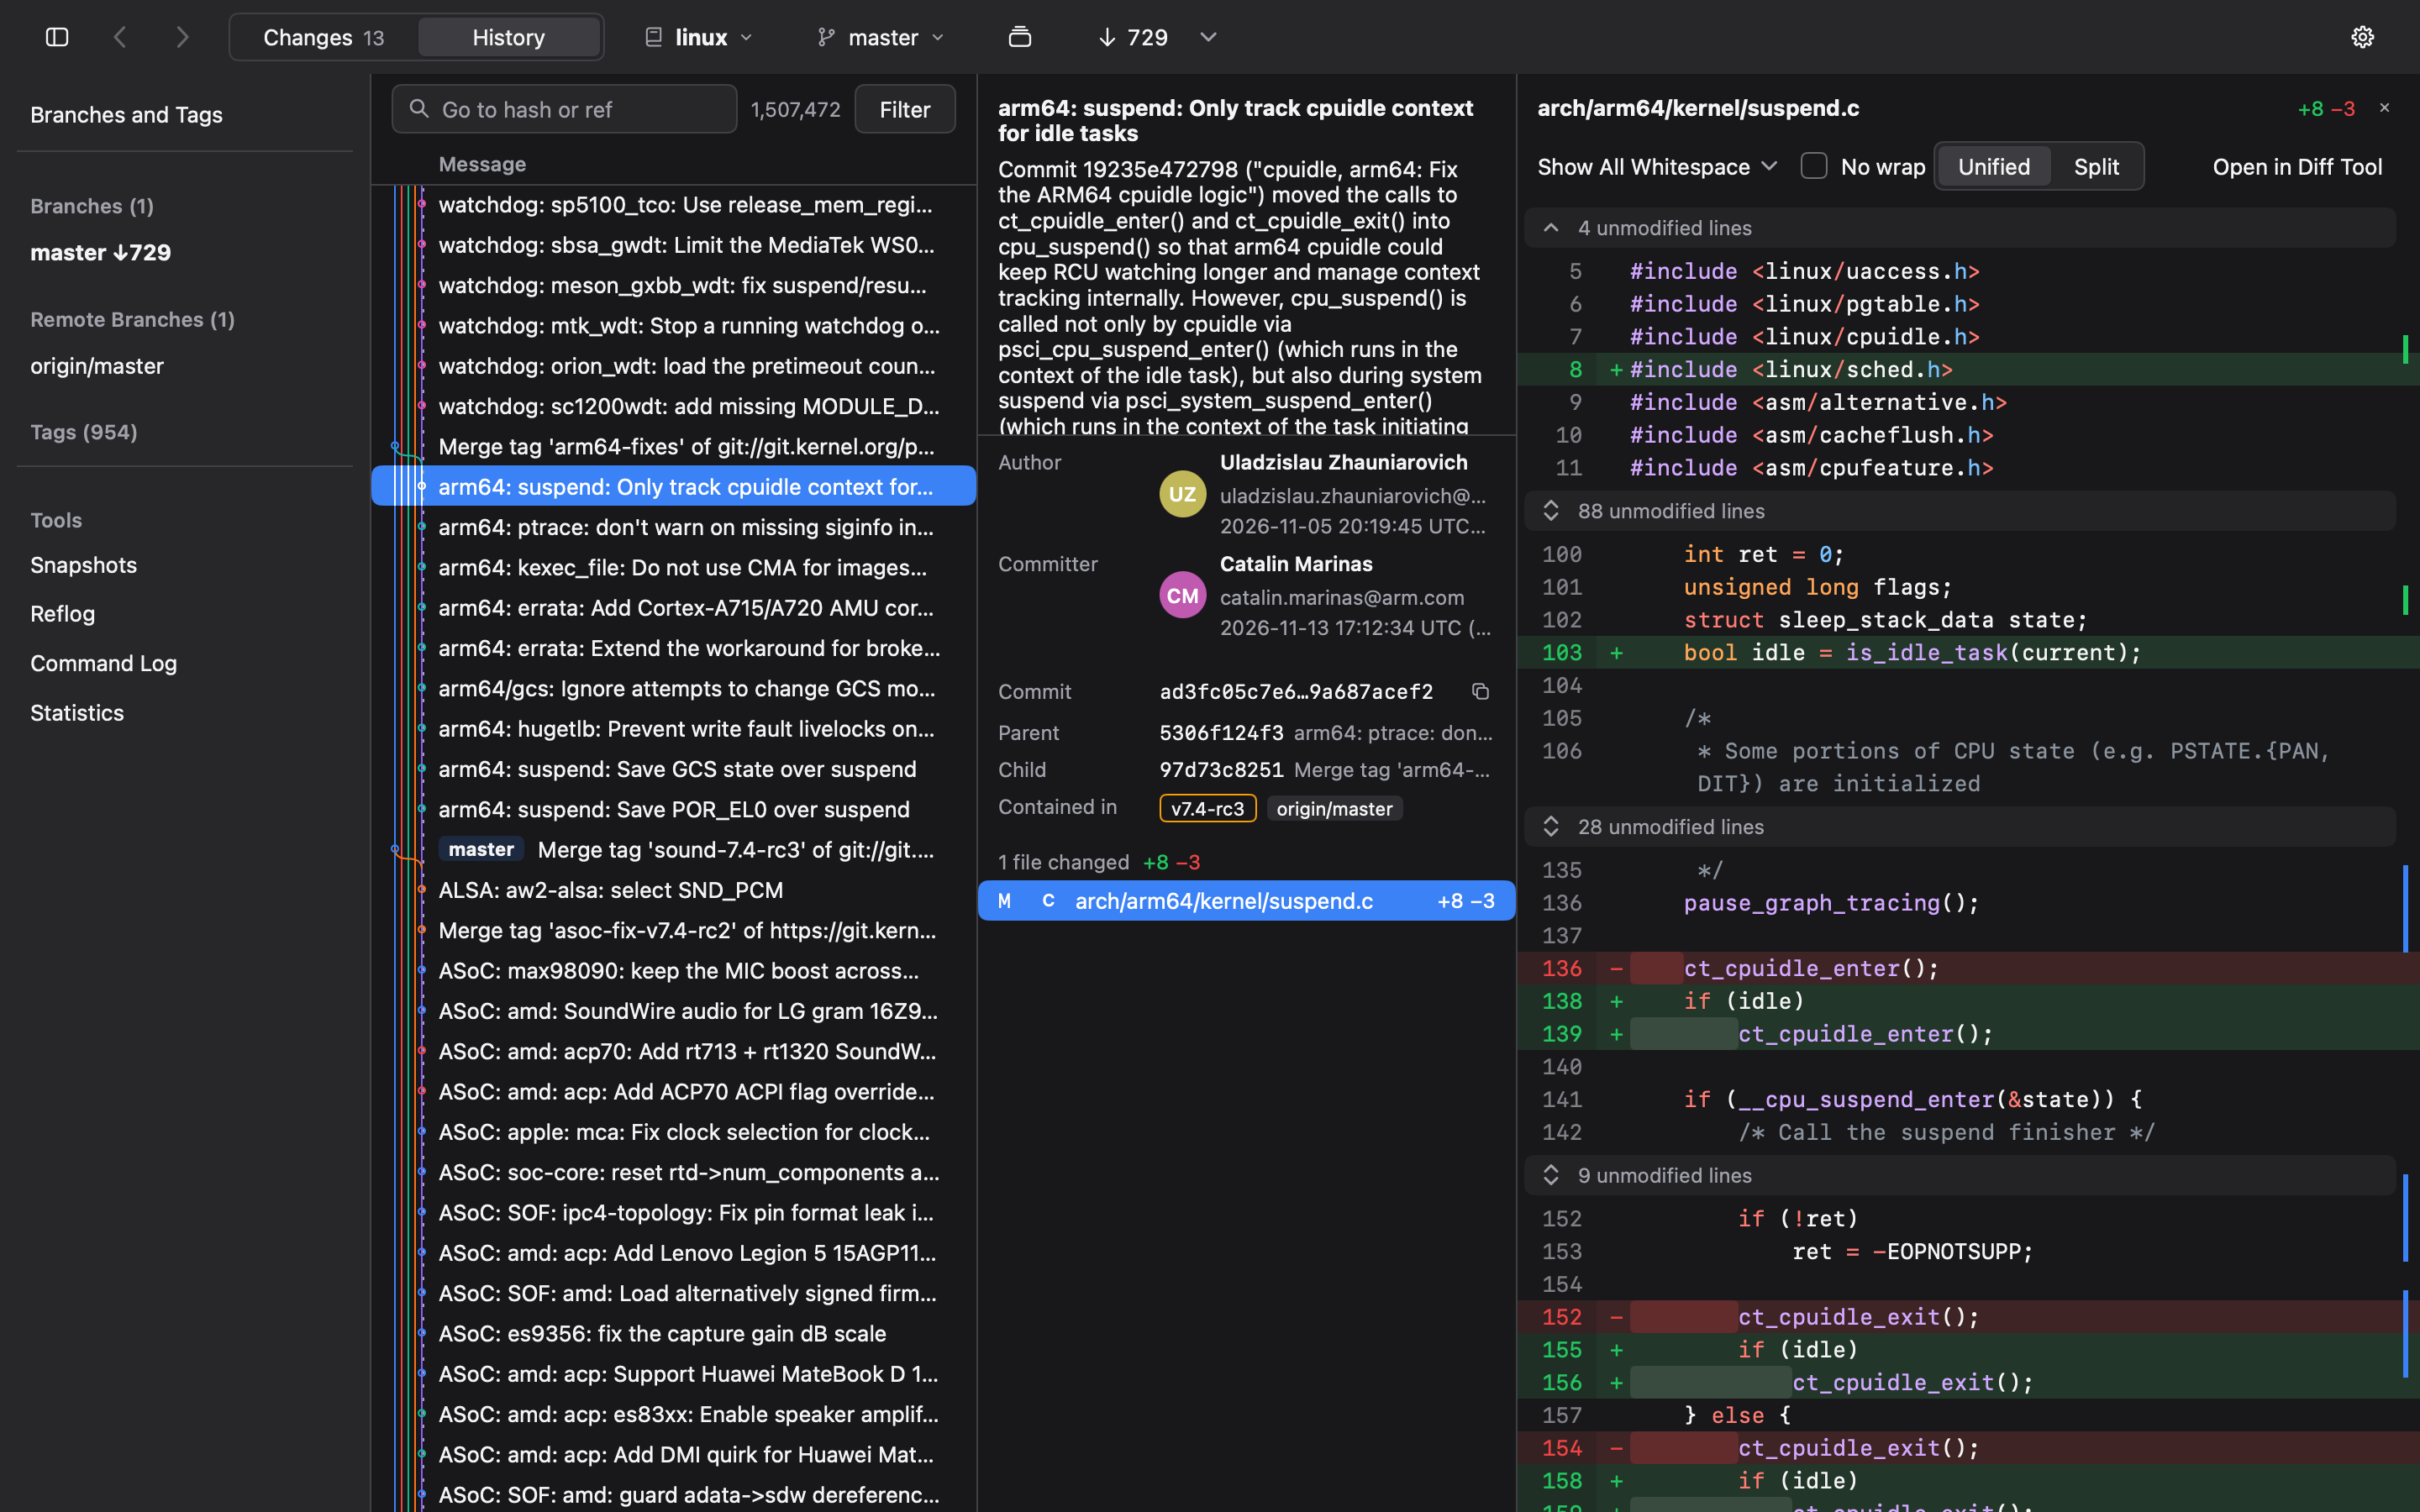 Changes 13
History
linux
master
729
Branches and Tags
Branches (1)
master ↓729
Remote Branches (1)
origin/master
Tags (954)
Tools
Snapshots
Reflog
Command Log
Statistics
Go to hash or ref
1,507,472
Filter
Message
watchdog: sp5100_tco: Use release_mem_regi...
watchdog: sbsa_gwdt: Limit the MediaTek WS0...
watchdog: meson_gxbb_wdt: fix suspend/resu...
watchdog: mtk_wdt: Stop a running watchdog o...
watchdog: orion_wdt: load the pretimeout coun...
watchdog: sc1200wdt: add missing MODULE_D...
Merge tag 'arm64-fixes' of git://git.kernel.org/p...
arm64: suspend: Only track cpuidle context for...
arm64: ptrace: don't warn on missing siginfo in...
arm64: kexec_file: Do not use CMA for images...
arm64: errata: Add Cortex-A715/A720 AMU cor...
arm64: errata: Extend the workaround for broke...
arm64/gcs: Ignore attempts to change GCS mo...
arm64: hugetlb: Prevent write fault livelocks on...
arm64: suspend: Save GCS state over suspend
arm64: suspend: Save POR_EL0 over suspend
master Merge tag 'sound-7.4-rc3' of git://git....
ALSA: aw2-alsa: select SND_PCM
Merge tag 'asoc-fix-v7.4-rc2' of https://git.kern...
ASoC: max98090: keep the MIC boost across...
ASoC: amd: SoundWire audio for LG gram 16Z9...
ASoC: amd: acp70: Add rt713 + rt1320 SoundW...
ASoC: amd: acp: Add ACP70 ACPI flag override...
ASoC: apple: mca: Fix clock selection for clock...
ASoC: soc-core: reset rtd->num_components a...
ASoC: SOF: ipc4-topology: Fix pin format leak i...
ASoC: amd: acp: Add Lenovo Legion 5 15AGP11...
ASoC: SOF: amd: Load alternatively signed firm...
ASoC: es9356: fix the capture gain dB scale
ASoC: amd: acp: Support Huawei MateBook D 1...
ASoC: amd: acp: es83xx: Enable speaker amplif...
ASoC: amd: acp: Add DMI quirk for Huawei Mat...
ASoC: SOF: amd: guard adata->sdw dereferenc...
arm64: suspend: Only track cpuidle context
for idle tasks
Commit 19235e472798 ("cpuidle, arm64: Fix
the ARM64 cpuidle logic") moved the calls to
ct_cpuidle_enter() and ct_cpuidle_exit() into
cpu_suspend() so that arm64 cpuidle could
keep RCU watching longer and manage context
tracking internally. However, cpu_suspend() is
called not only by cpuidle via
psci_cpu_suspend_enter() (which runs in the
context of the idle task), but also during system
suspend via psci_system_suspend_enter()
(which runs in the context of the task initiating
Author
UZ
Uladzislau Zhauniarovich
uladzislau.zhauniarovich@...
2026-11-05 20:19:45 UTC...
Committer
CM
Catalin Marinas
catalin.marinas@arm.com
2026-11-13 17:12:34 UTC (...
Commit ad3fc05c7e6…9a687acef2
Parent 5306f124f3 arm64: ptrace: don...
Child 97d73c8251 Merge tag 'arm64-...
Contained in v7.4-rc3 origin/master
1 file changed +8 −3
M C arch/arm64/kernel/suspend.c +8 −3
arch/arm64/kernel/suspend.c +8 −3 ×
Show All Whitespace No wrap Unified Split Open in Diff Tool
4 unmodified lines
5 #include <linux/uaccess.h>
6 #include <linux/pgtable.h>
7 #include <linux/cpuidle.h>
8 +#include <linux/sched.h>
9 #include <asm/alternative.h>
10 #include <asm/cacheflush.h>
11 #include <asm/cpufeature.h>
88 unmodified lines
100 int ret = 0;
101 unsigned long flags;
102 struct sleep_stack_data state;
103 + bool idle = is_idle_task(current);
104
105 /*
106 * Some portions of CPU state (e.g. PSTATE.{PAN,
DIT}) are initialized
28 unmodified lines
135 */
136 pause_graph_tracing();
137
136 − ct_cpuidle_enter();
138 + if (idle)
139 + ct_cpuidle_enter();
140
141 if (__cpu_suspend_enter(&state)) {
142 /* Call the suspend finisher */
9 unmodified lines
152 if (!ret)
153 ret = −EOPNOTSUPP;
154
152 − ct_cpuidle_exit();
155 + if (idle)
156 + ct_cpuidle_exit();
157 } else {
154 − ct_cpuidle_exit();
158 + if (idle)
159 + ct_cpuidle_exit();